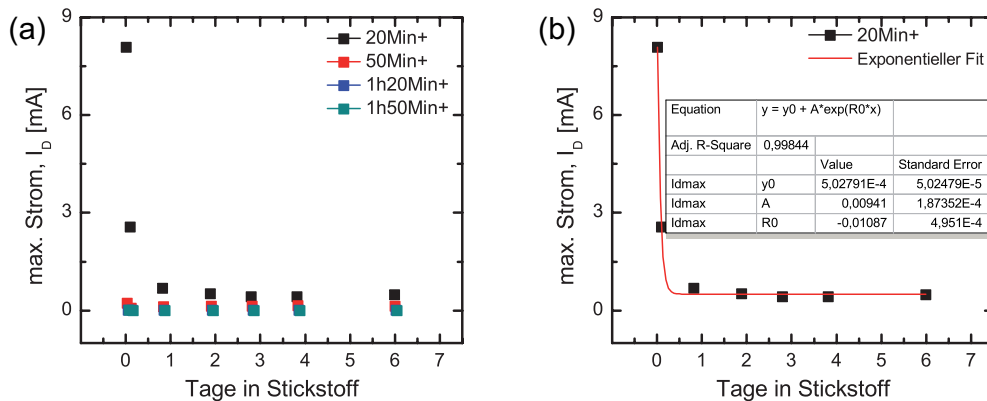 (a)
max. Strom, I_D [mA]
9
6
3
0
20Min+
50Min+
1h20Min+
1h50Min+
0 1 2 3 4 5 6 7
Tage in Stickstoff
(b)
max. Strom, I_D [mA]
9
6
3
0
20Min+
Exponentieller Fit
Equation y = y0 + A*exp(R0*x)
Adj. R-Square 0,99844
Value Standard Error
Idmax y0 5,02791E-4 5,02479E-5
Idmax A 0,00941 1,87352E-4
Idmax R0 -0,01087 4,951E-4
0 1 2 3 4 5 6 7
Tage in Stickstoff